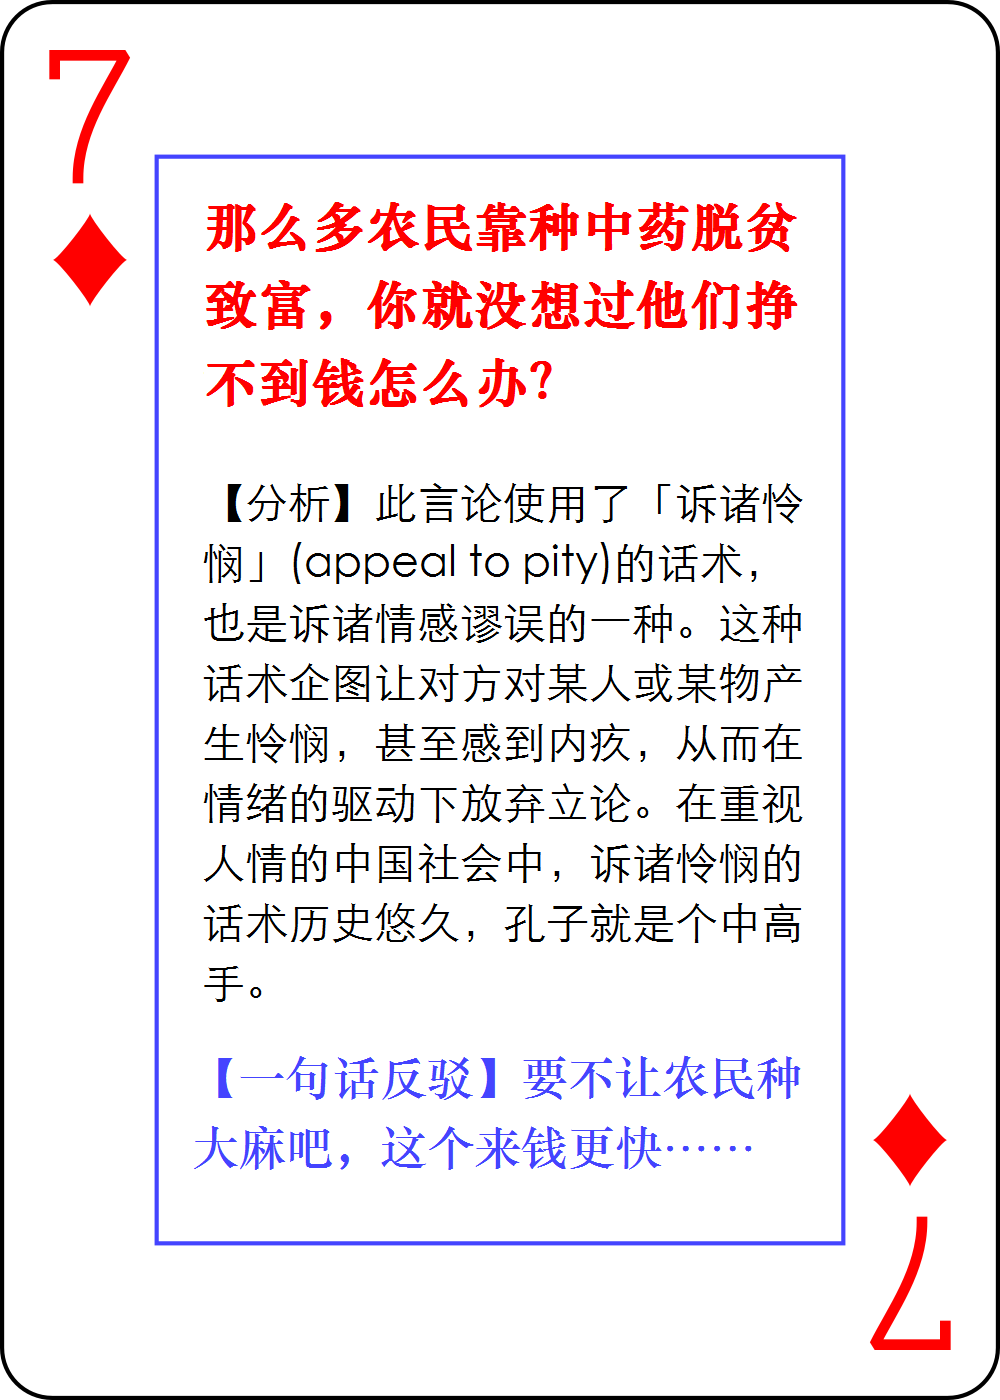 7
那么多农民靠种中药脱贫
致富，你就没想过他们挣
不到钱怎么办？
【分析】此言论使用了「诉诸怜
悯」(appeal to pity)的话术，
也是诉诸情感谬误的一种。这种
话术企图让对方对某人或某物产
生怜悯，甚至感到内疚，从而在
情绪的驱动下放弃立论。在重视
人情的中国社会中，诉诸怜悯的
话术历史悠久，孔子就是个中高
手。
【一句话反驳】要不让农民种
大麻吧，这个来钱更快……
7